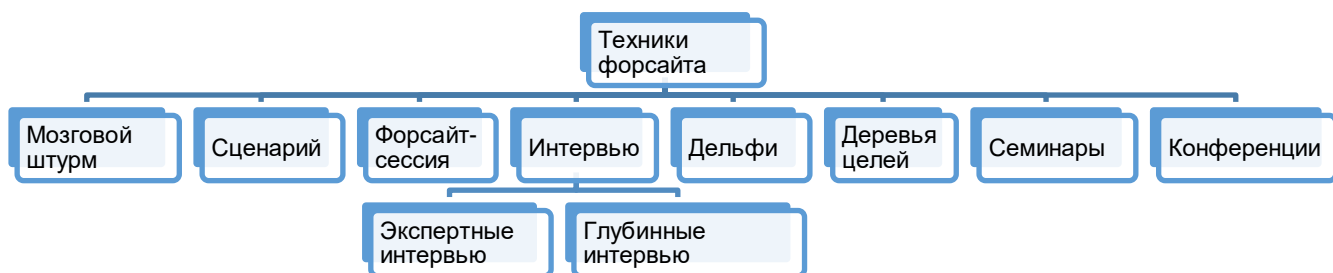 Техники
форсайта
Мозговой
штурм
Сценарий
Форсайт-
сессия
Интервью
Дельфи
Деревья
целей
Семинары
Конференции
Экспертные
интервью
Глубинные
интервью